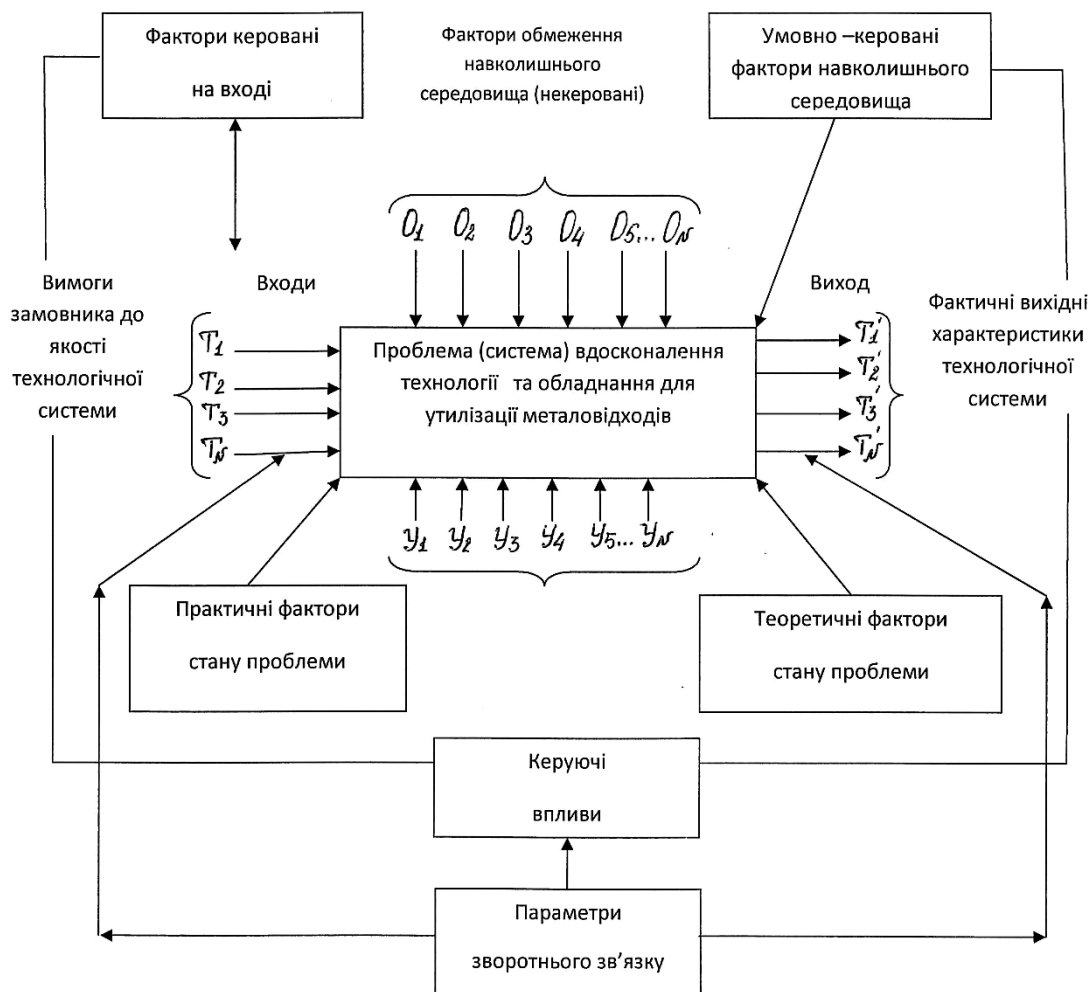 Фактори керовані
на вході
Фактори обмеження
навколишнього
середовища (некеровані)
Умовно –керовані
фактори навколишнього
середовища
O1 O2 O3 O4 O5... ON
Вимоги
замовника до
якості
технологічної
системи
Входи
T1
T2
T3
TN
Проблема (система) вдосконалення
технології та обладнання для
утилізації металовідходів
Вихід
T1'
T2'
T3'
TN'
Фактичні вихідні
характеристики
технологічної
системи
У1 У2 У3 У4 У5... УN
Практичні фактори
стану проблеми
Теоретичні фактори
стану проблеми
Керуючі
впливи
Параметри
зворотнього зв’язку